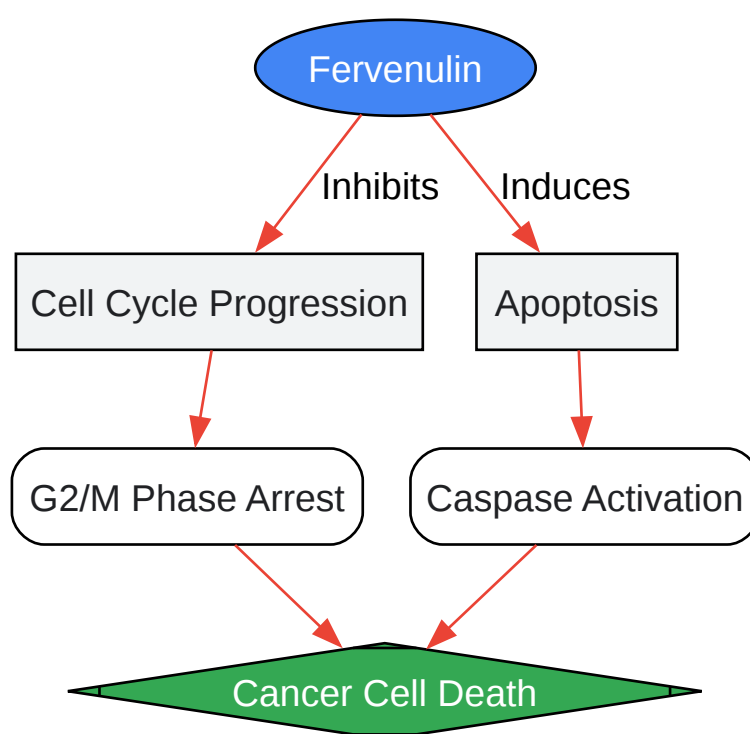 Fervenulin
Inhibits
Induces
Cell Cycle Progression
Apoptosis
G2/M Phase Arrest
Caspase Activation
Cancer Cell Death